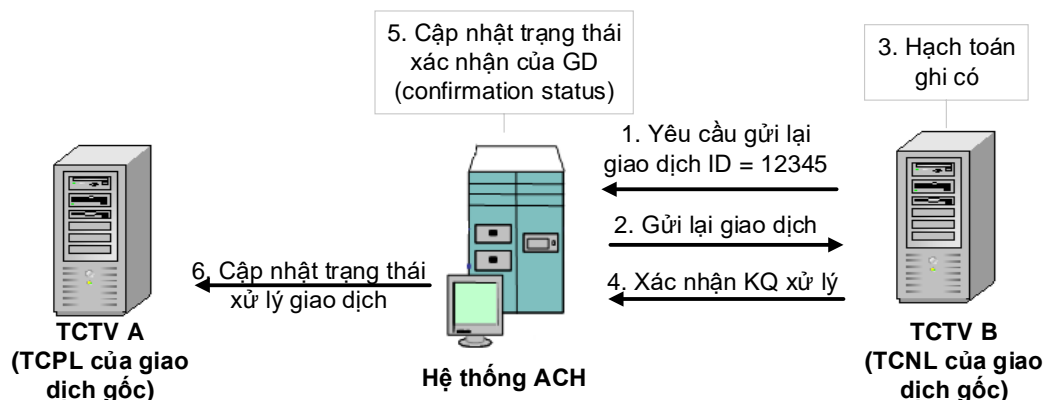 5. Cập nhật trạng thái
xác nhận của GD
(confirmation status)
3. Hạch toán
ghi có
1. Yêu cầu gửi lại
giao dịch ID = 12345
2. Gửi lại giao dịch
6. Cập nhật trạng thái
xử lý giao dịch
4. Xác nhận KQ xử lý
TCTV A
(TCPL của giao
dịch gốc)
Hệ thống ACH
TCTV B
(TCNL của giao
dịch gốc)